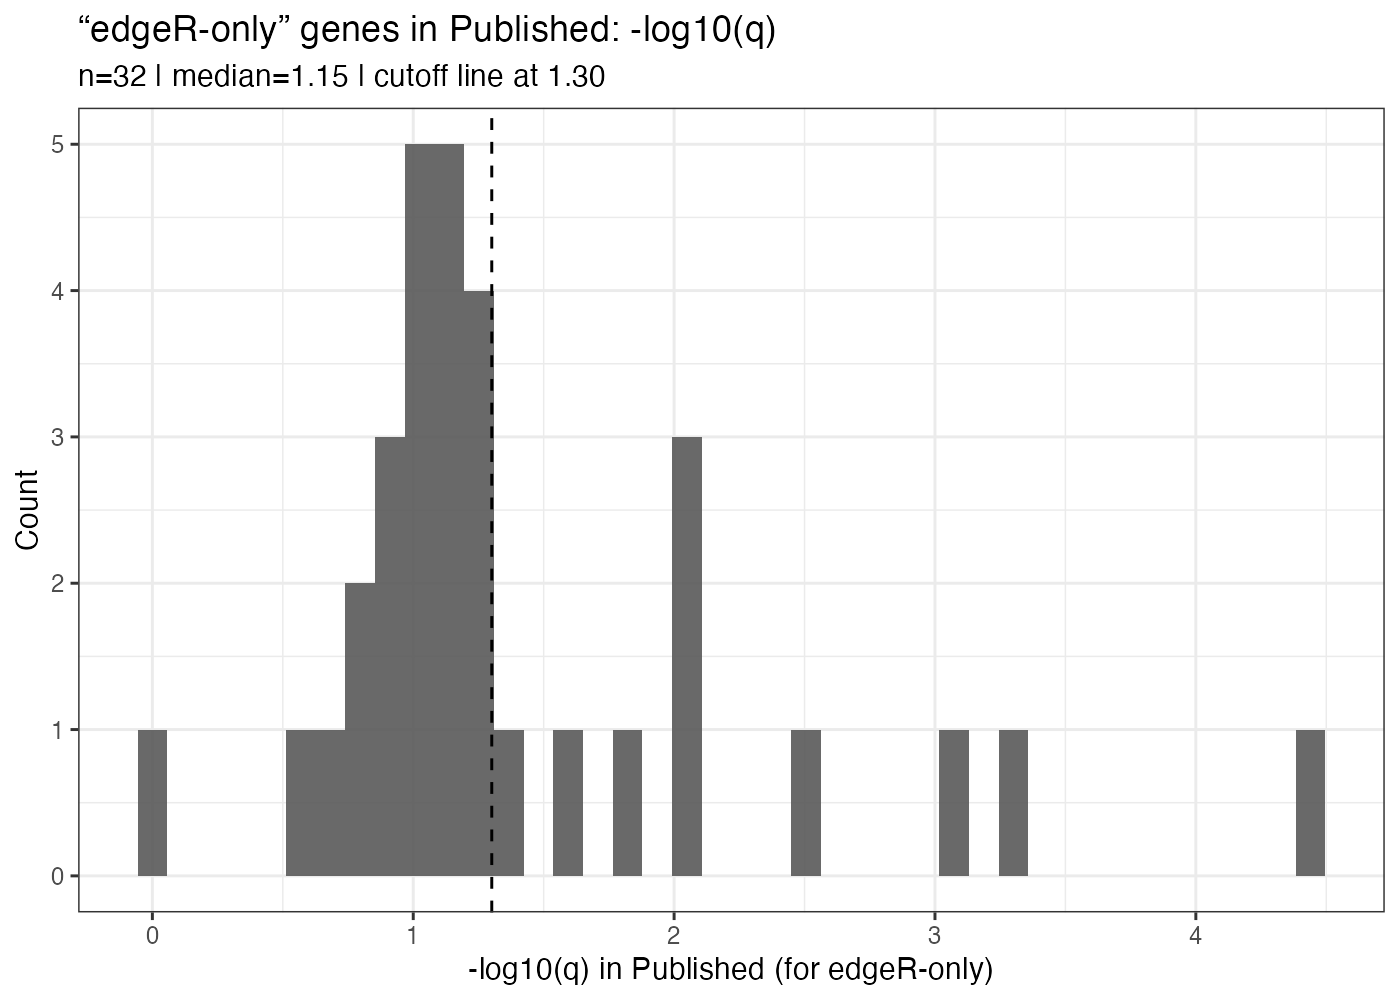 “edgeR-only” genes in Published: -log10(q)
n=32 | median=1.15 | cutoff line at 1.30
5
4
3
2
1
0
Count
0 1 2 3 4
-log10(q) in Published (for edgeR-only)